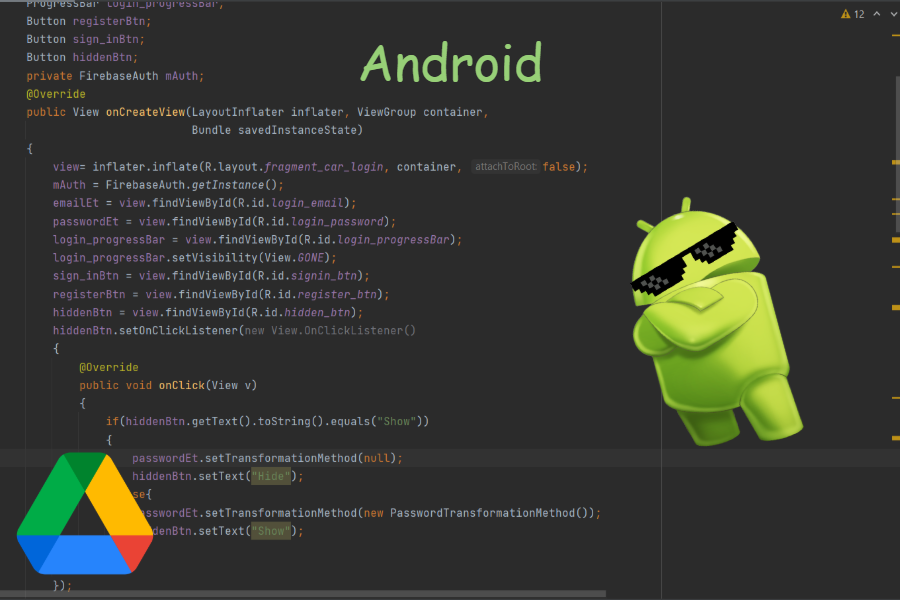 ProgressBar login_progressBar;
Button registerBtn;
Button sign_inBtn;
Button hiddenBtn;
private FirebaseAuth mAuth;
@Override
public View onCreateView(LayoutInflater inflater, ViewGroup container,
Bundle savedInstanceState)
{
view= inflater.inflate(R.layout.fragment_car_login, container, attachToRoot: false);
mAuth = FirebaseAuth.getInstance();
emailEt = view.findViewById(R.id.login_email);
passwordEt = view.findViewById(R.id.login_password);
login_progressBar = view.findViewById(R.id.login_progressBar);
login_progressBar.setVisibility(View.GONE);
sign_inBtn = view.findViewById(R.id.signin_btn);
registerBtn = view.findViewById(R.id.register_btn);
hiddenBtn = view.findViewById(R.id.hidden_btn);
hiddenBtn.setOnClickListener(new View.OnClickListener()
{
@Override
public void onClick(View v)
{
if(hiddenBtn.getText().toString().equals("Show"))
{
passwordEt.setTransformationMethod(null);
hiddenBtn.setText("Hide");
se{
sswordEt.setTransformationMethod(new PasswordTransformationMethod());
denBtn.setText("Show");
});
Android
12